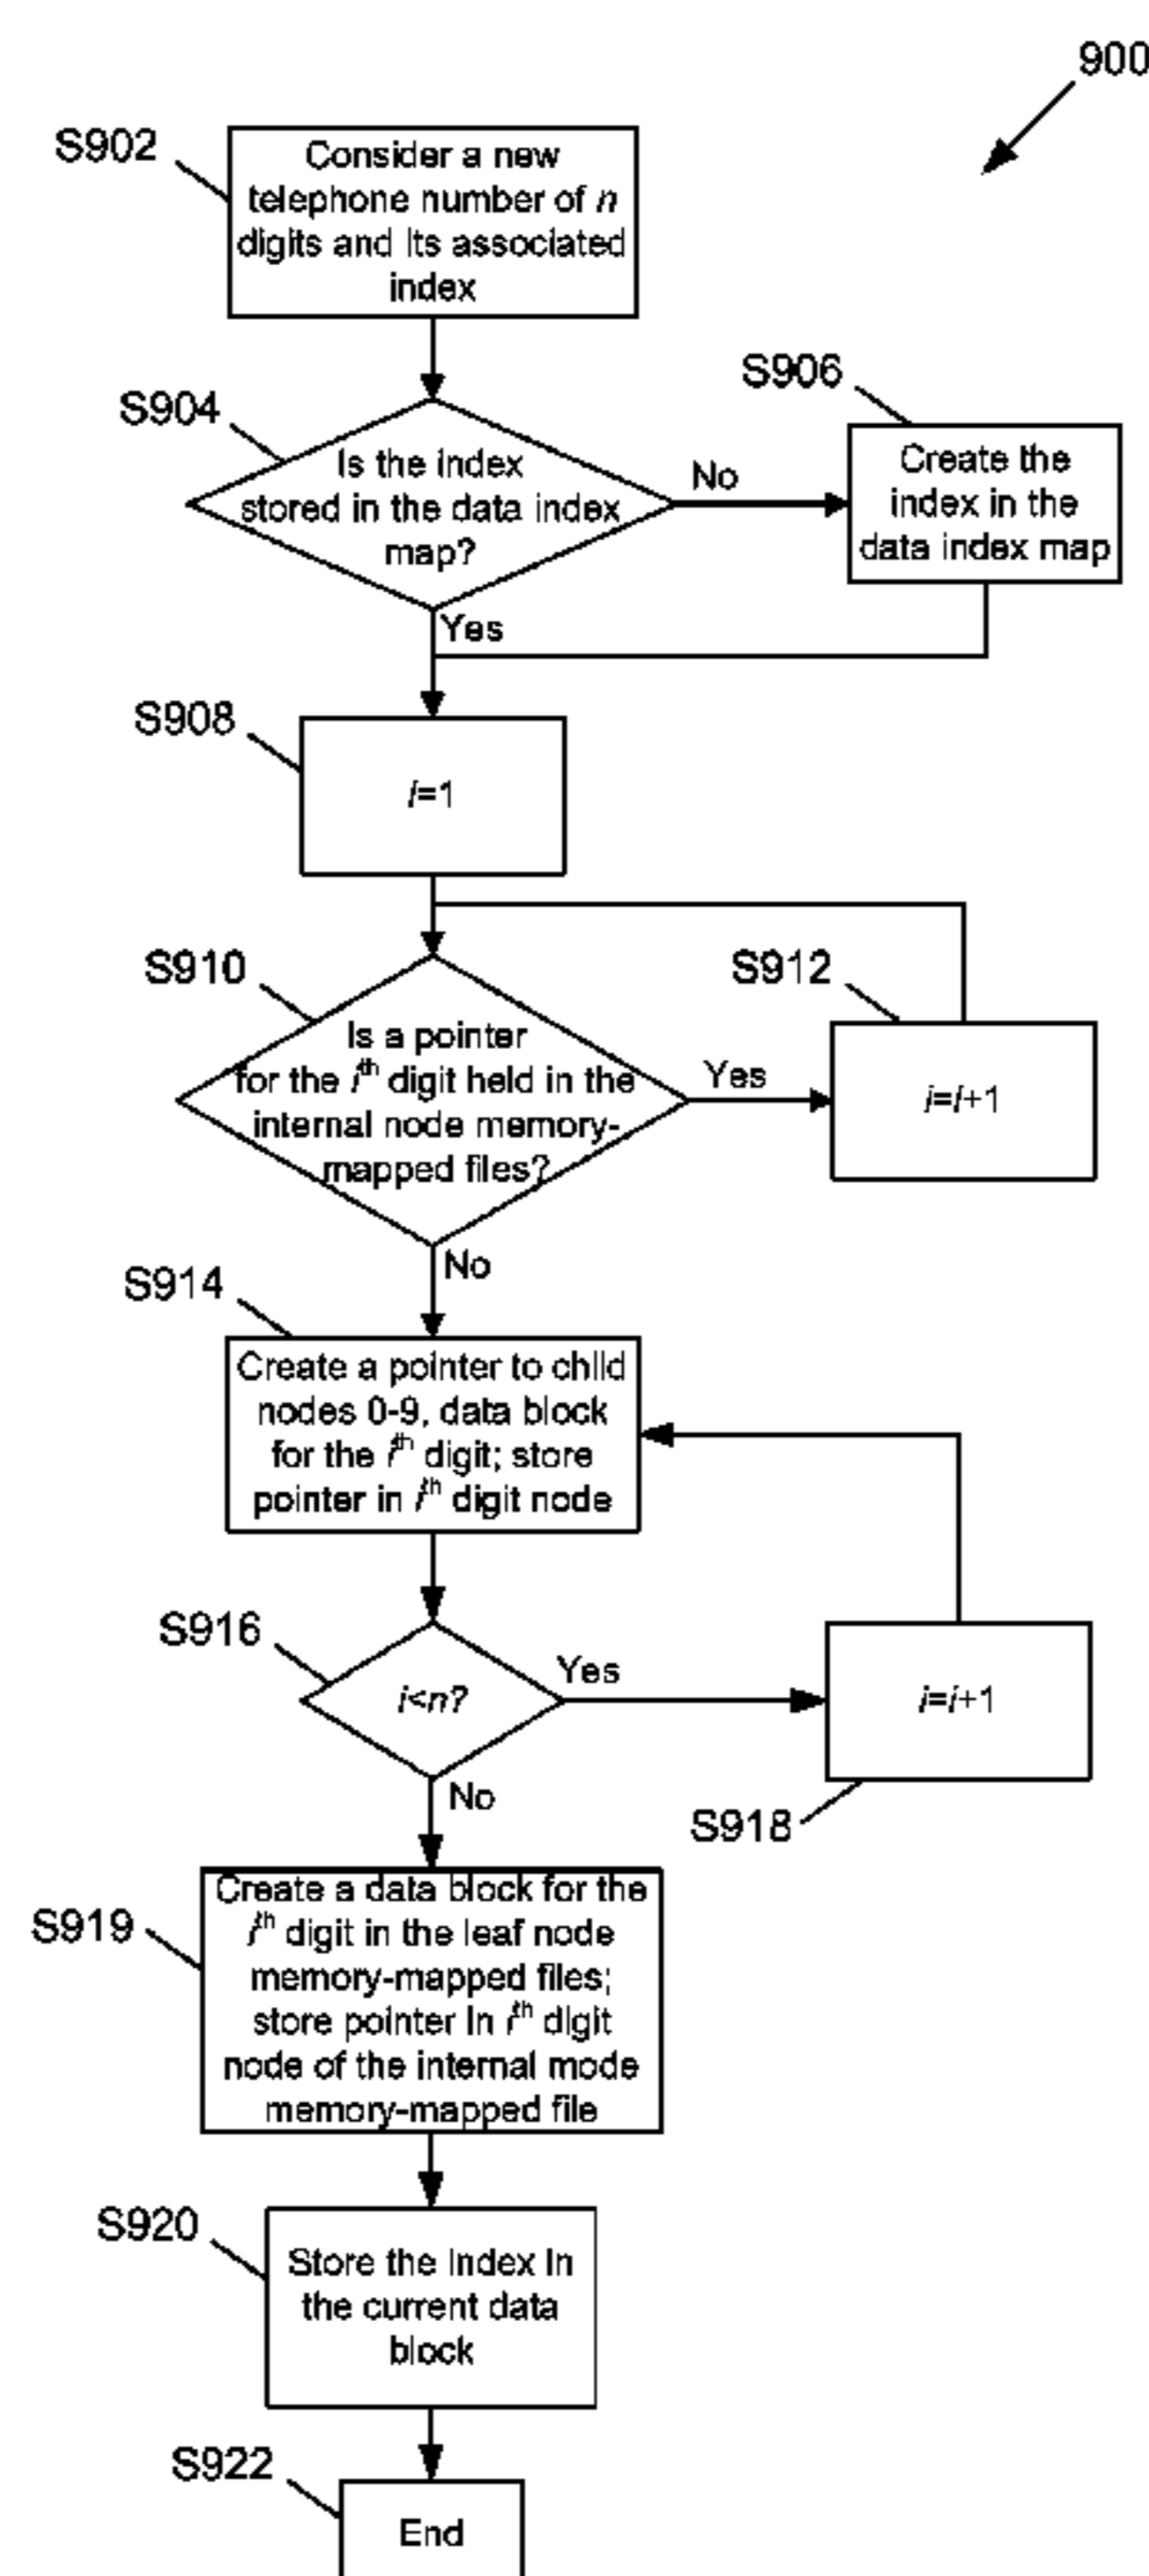 900
S902
Consider a new
telephone number of n
digits and its associated
index
S904
Is the index
stored in the data index
map?
No
S906
Create the
index in the
data index map
Yes
S908
i=1
S910
Is a pointer
for the ith digit held in the
internal node memory-
mapped files?
Yes
S912
i=i+1
No
S914
Create a pointer to child
nodes 0-9, data block
for the ith digit; store
pointer in ith digit node
S916
i<n?
Yes
i=i+1
S918
No
S919
Create a data block for the
ith digit in the leaf node
memory-mapped files;
store pointer in ith digit
node of the internal mode
memory-mapped file
S920
Store the index in
the current data
block
S922
End